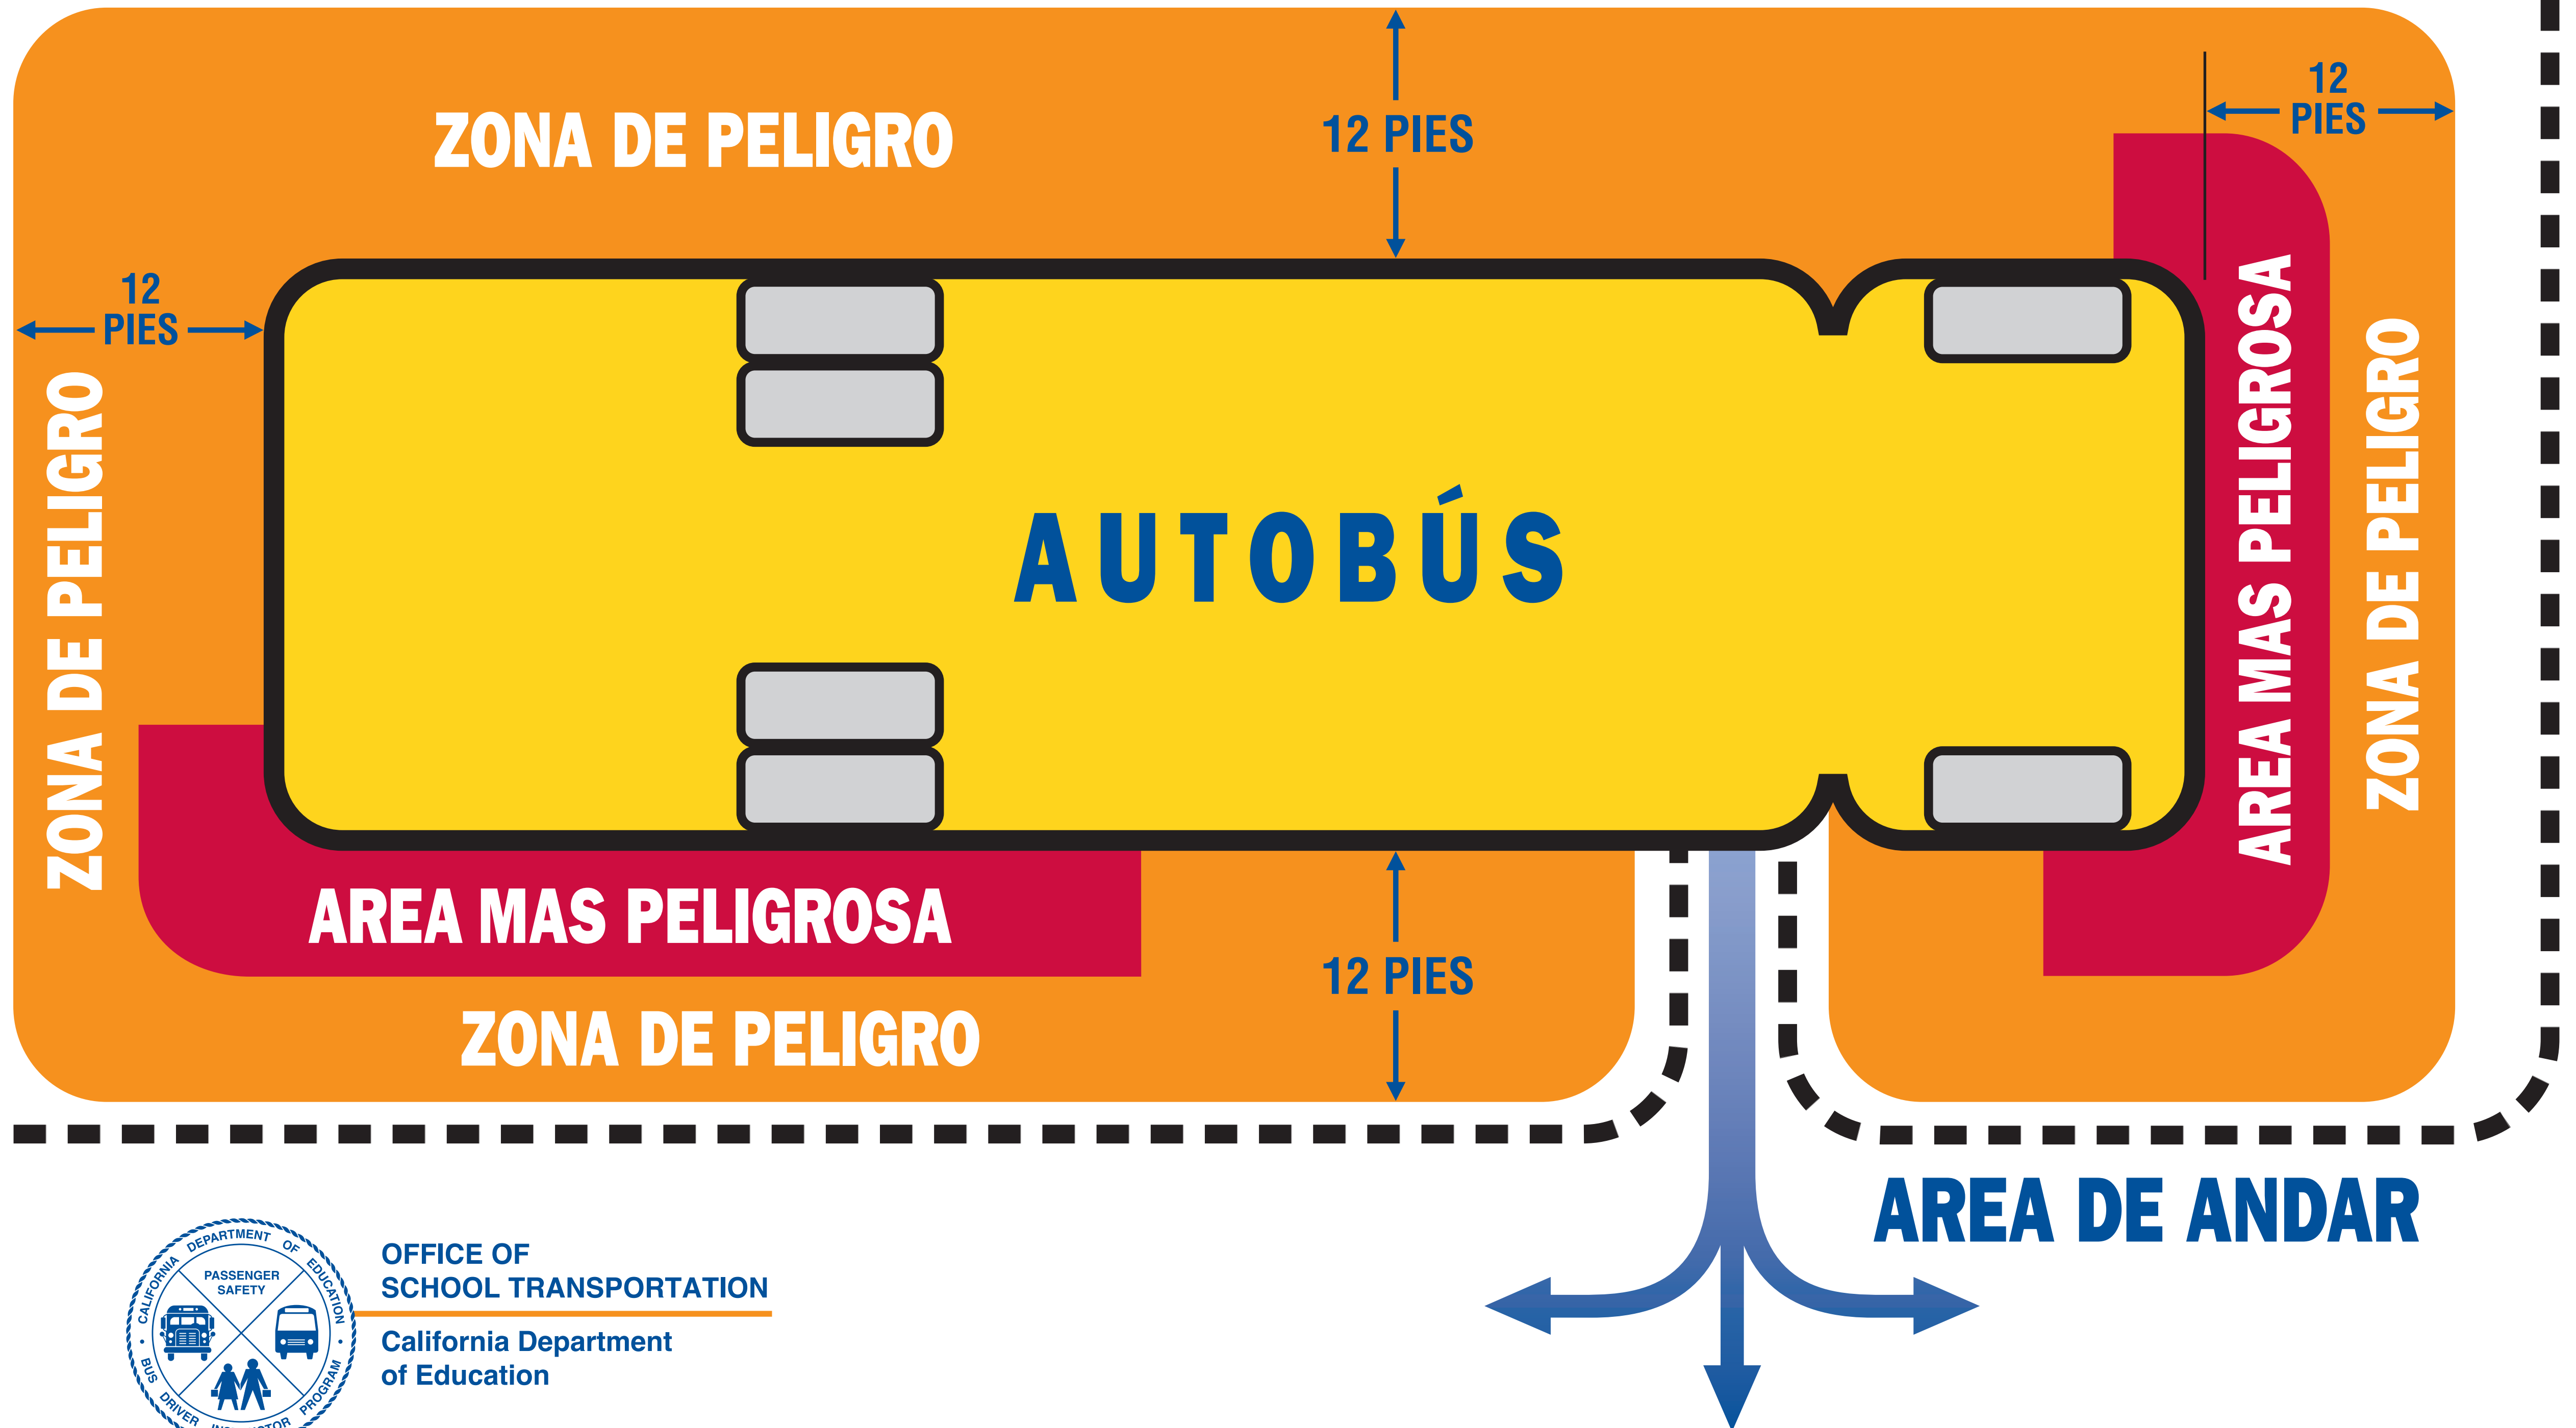 ZONA DE PELIGRO
12 PIES
12
PIES
12
PIES
ZONA DE PELIGRO
AUTOBÚS
AREA MAS PELIGROSA
ZONA DE PELIGRO
AREA MAS PELIGROSA
12 PIES
ZONA DE PELIGRO
AREA DE ANDAR
CALIFORNIA DEPARTMENT OF EDUCATION
PASSENGER
SAFETY
BUS DRIVER INSTRUCTOR PROGRAM
OFFICE OF
SCHOOL TRANSPORTATION
California Department
of Education